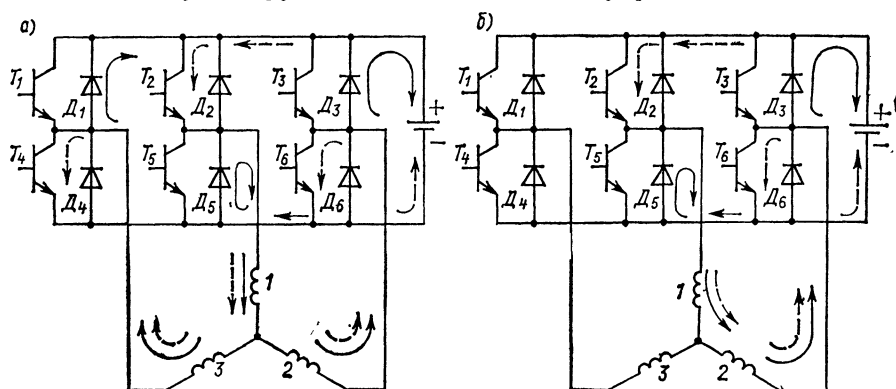 а) б)
T₁ T₂ T₃ T₁ T₂ T₃
Д₁ Д₂ Д₃ + Д₁ Д₂ Д₃ +
T₄ T₅ T₆ − T₄ T₅ T₆ −
Д₄ Д₅ Д₆ Д₄ Д₅ Д₆
1 1
3 2 3 2